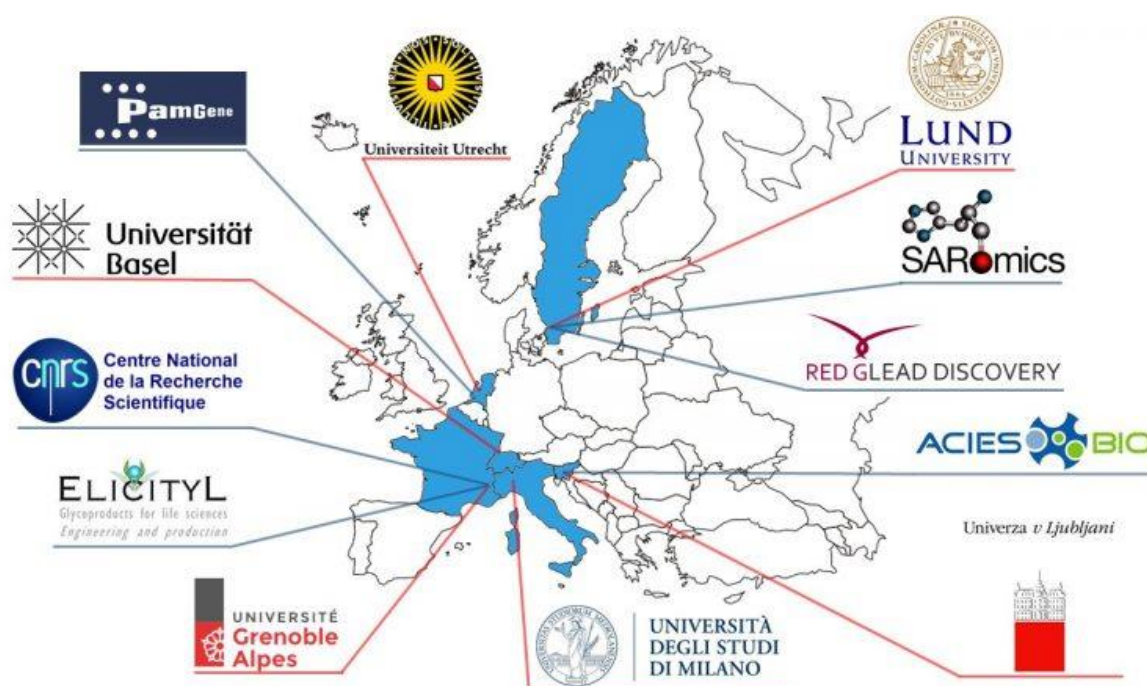 PamGene
Universiteit Utrecht
LUND
UNIVERSITY
Universität
Basel
SAROmics
cnrs
Centre National
de la Recherche
Scientifique
RED GLEAD DISCOVERY
ACIES BIO
ELICITYL
Glycoproducts for life sciences
Engineering and production
Univerza v Ljubljani
UNIVERSITÉ
Grenoble
Alpes
UNIVERSITÀ
DEGLI STUDI
DI MILANO